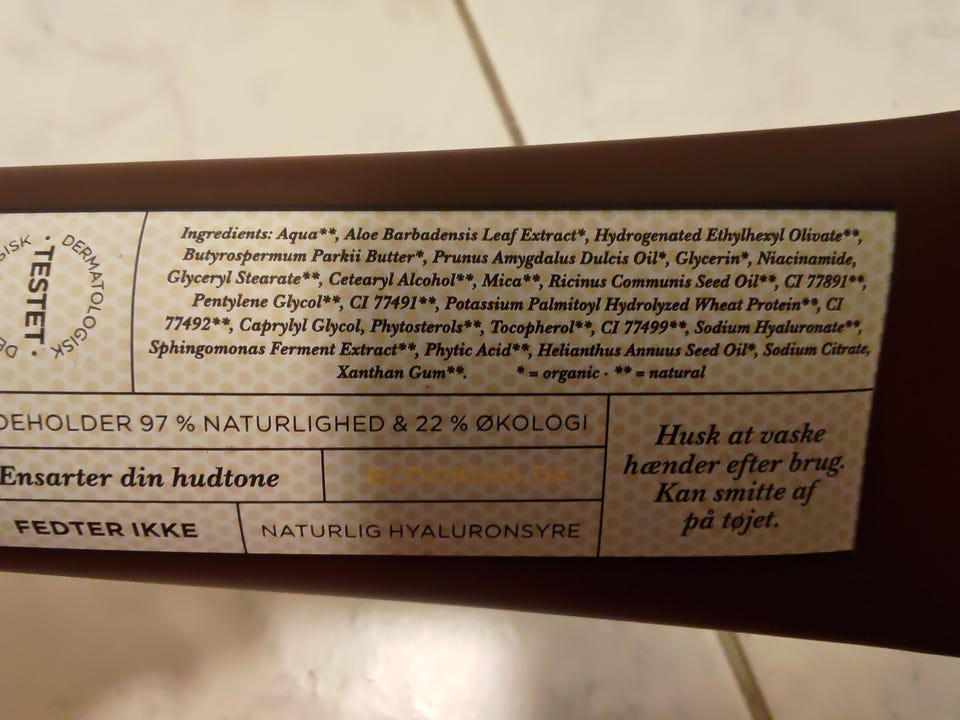 GISK · DERMATOLOGISK · DE
TESTET
Ingredients: Aqua**, Aloe Barbadensis Leaf Extract*, Hydrogenated Ethylhexyl Olivate**,
Butyrospermum Parkii Butter*, Prunus Amygdalus Dulcis Oil*, Glycerin*, Niacinamide,
Glyceryl Stearate**, Cetearyl Alcohol**, Mica**, Ricinus Communis Seed Oil**, CI 77891**,
Pentylene Glycol**, CI 77491**, Potassium Palmitoyl Hydrolyzed Wheat Protein**, CI
77492**, Caprylyl Glycol, Phytosterols**, Tocopherol**, CI 77499**, Sodium Hyaluronate**,
Sphingomonas Ferment Extract**, Phytic Acid**, Helianthus Annuus Seed Oil*, Sodium Citrate,
Xanthan Gum**. * = organic · ** = natural
DEHOLDER 97 % NATURLIGHED & 22 % ØKOLOGI
Ensarter din hudtone
FEDTER IKKE
NATURLIG HYALURONSYRE
Husk at vaske
hænder efter brug.
Kan smitte af
på tøjet.